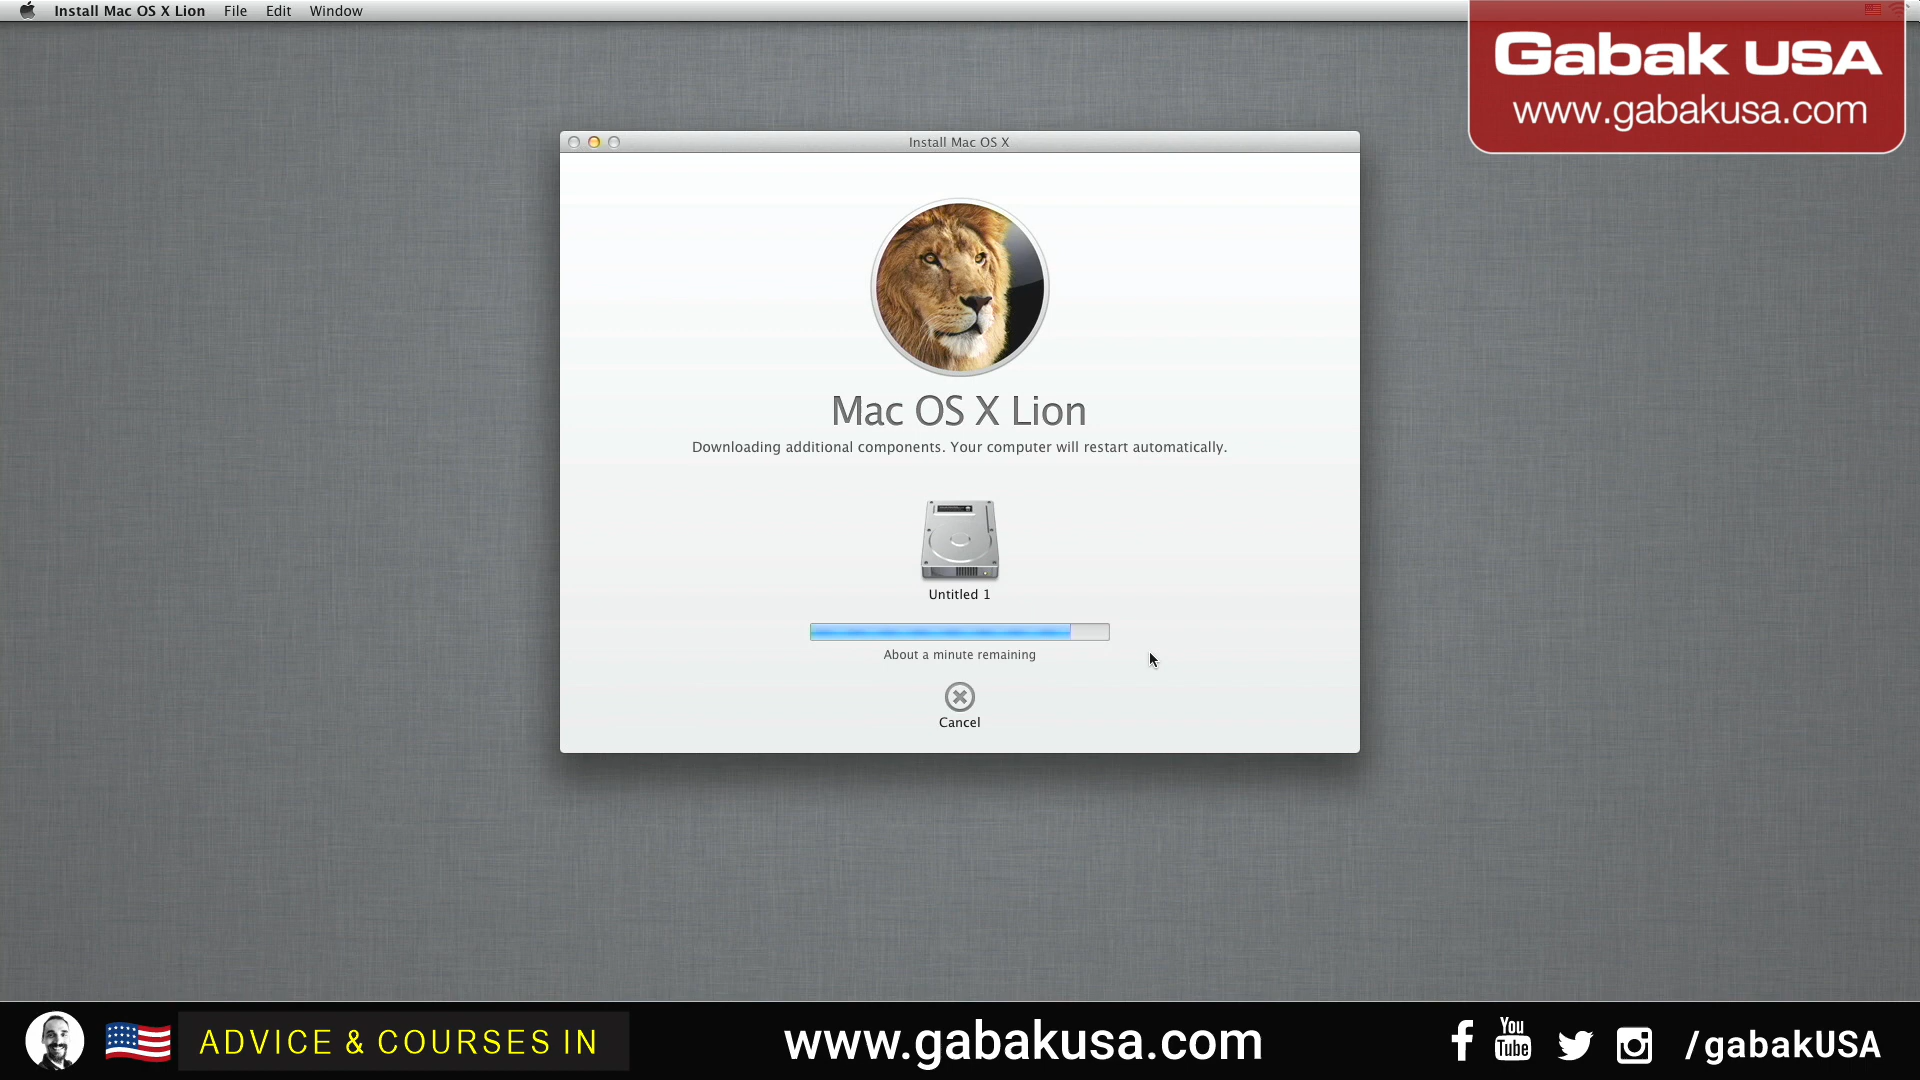 Install Mac OS X Lion File Edit Window
Gabak USA
www.gabakusa.com
Install Mac OS X
Mac OS X Lion
Downloading additional components. Your computer will restart automatically.
Untitled 1
About a minute remaining
Cancel
ADVICE & COURSES IN
www.gabakusa.com
You
Tube
/gabakUSA